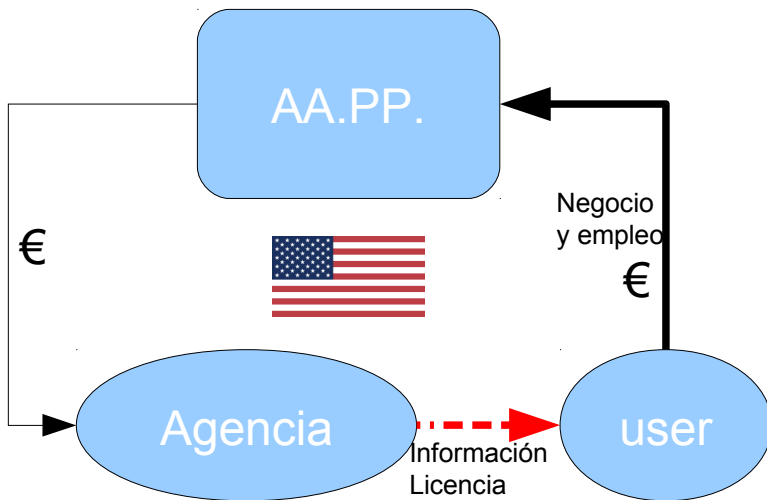 AA.PP.
Negocio
y empleo
€
€
Agencia
user
Información
Licencia